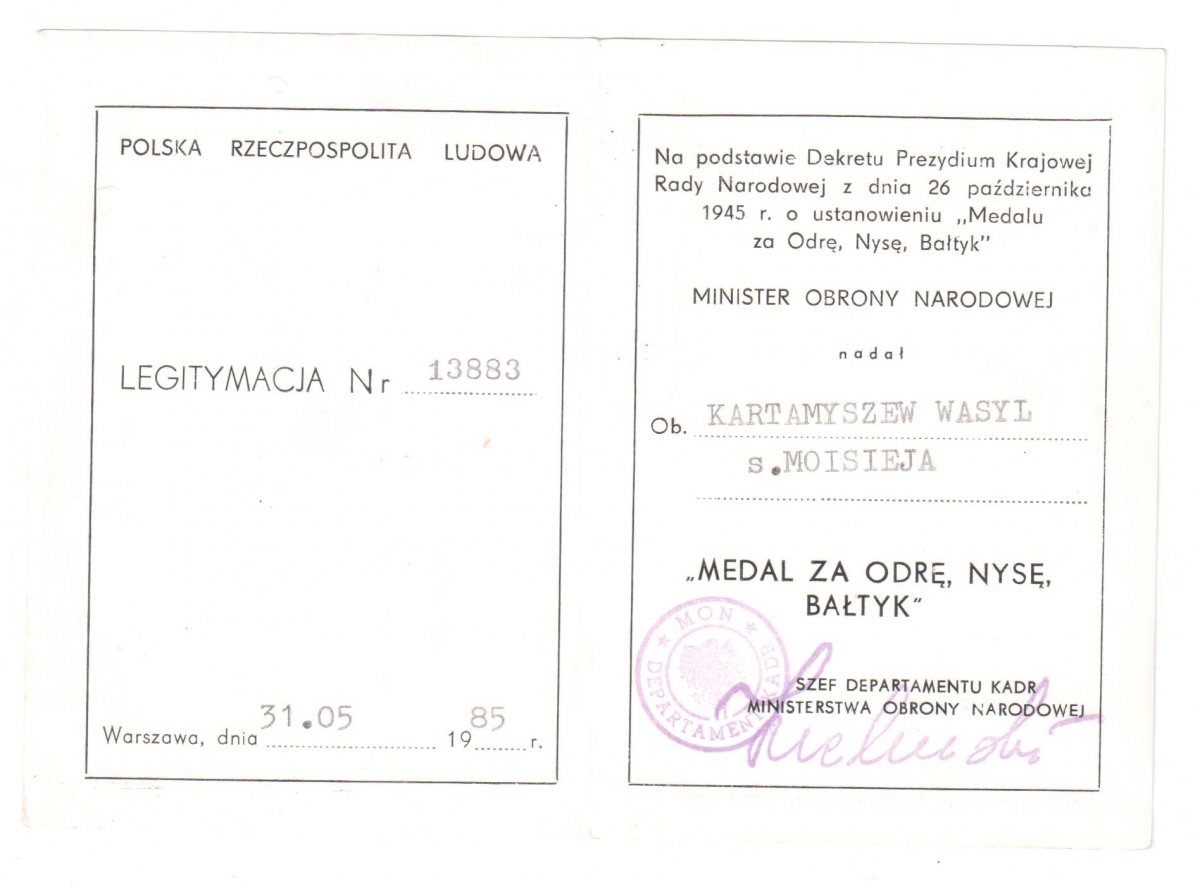 POLSKA RZECZPOSPOLITA LUDOWA
LEGITYMACJA Nr 13883
Warszawa, dnia 31.05 1985 r.
Na podstawie Dekretu Prezydium Krajowej
Rady Narodowej z dnia 26 października
1945 r. o ustanowieniu „Medalu
za Odrę, Nysę, Bałtyk"
MINISTER OBRONY NARODOWEJ
nadał
Ob. KARTAMYSZEW WASYL
s.MOISIEJA
„MEDAL ZA ODRĘ, NYSĘ,
BAŁTYK"
MON
DEPARTAMENT KADR
SZEF DEPARTAMENTU KADR
MINISTERSTWA OBRONY NARODOWEJ